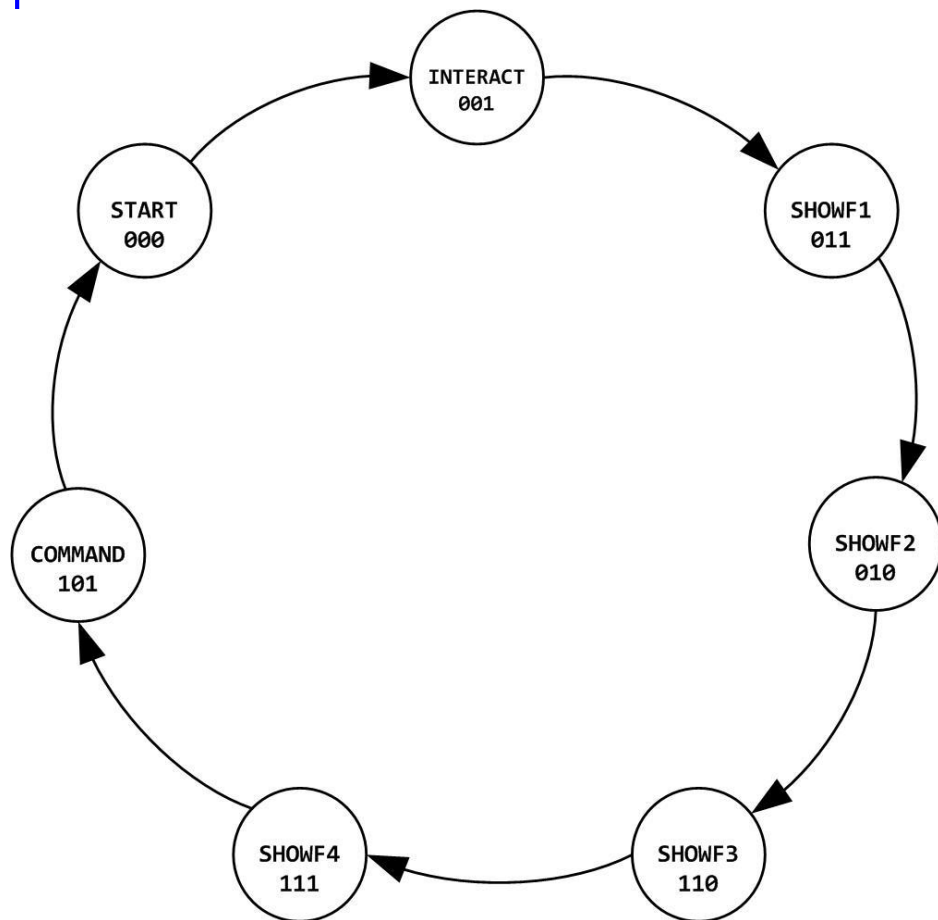 INTERACT
001
START
000
SHOWF1
011
COMMAND
101
SHOWF2
010
SHOWF4
111
SHOWF3
110